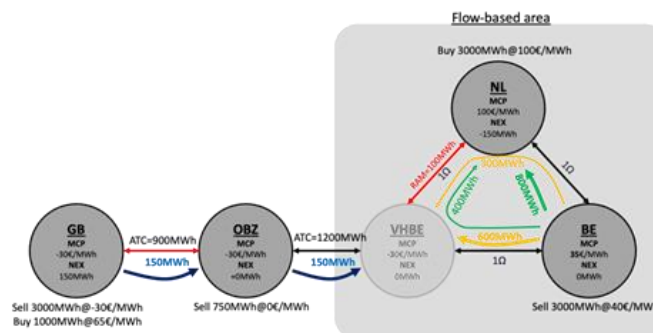 Flow-based area
Buy 3000MWh@100€/MWh
NL
MCP
100€/MWh
NEX
-150MWh
RAM=100MWh
1Ω
300MWh
1Ω
400MWh
800MWh
GB
MCP
-30€/MWh
NEX
150MWh
ATC=900MWh
150MWh
OBZ
MCP
-30€/MWh
NEX
+0MWh
ATC=1200MWh
150MWh
VHBE
MCP
-30€/MWh
NEX
0MWh
600MWh
1Ω
BE
MCP
35€/MWh
NEX
0MWh
Sell 3000MWh@-30€/MWh
Buy 1000MWh@65€/MWh
Sell 750MWh@0€/MWh
Sell 3000MWh@40€/MWh